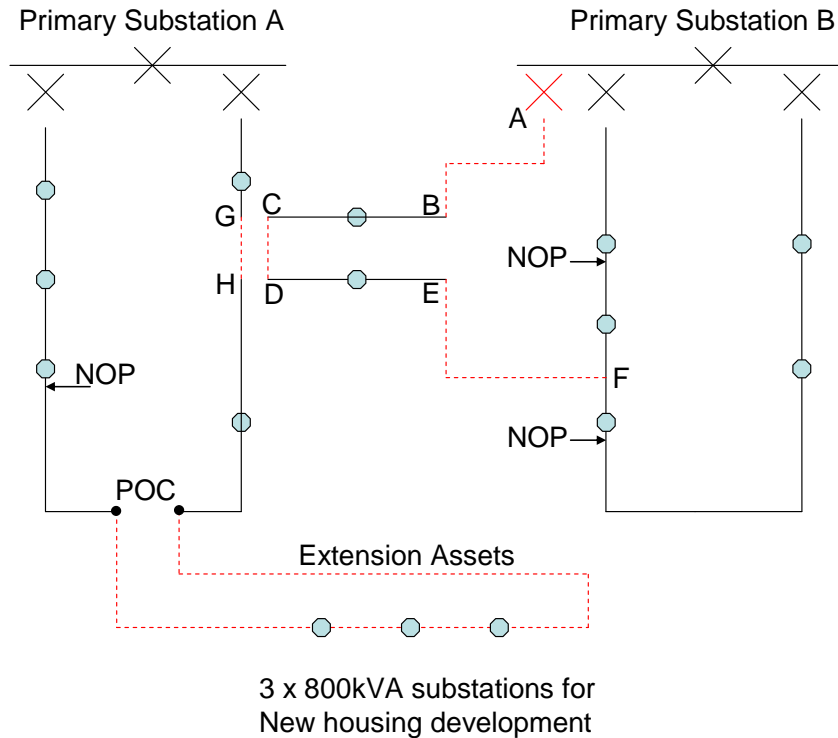 Primary Substation A
Primary Substation B
A
G
C
B
NOP
H
D
E
NOP
F
NOP
POC
Extension Assets
3 x 800kVA substations for
New housing development